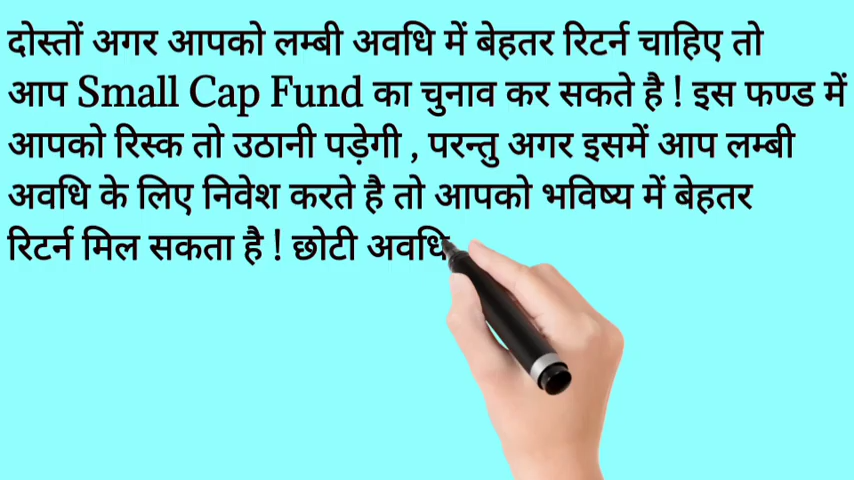 दोस्तों अगर आपको लम्बी अवधि में बेहतर रिटर्न चाहिए तो
आप Small Cap Fund का चुनाव कर सकते है ! इस फण्ड में
आपको रिस्क तो उठानी पड़ेगी , परन्तु अगर इसमें आप लम्बी
अवधि के लिए निवेश करते है तो आपको भविष्य में बेहतर
रिटर्न मिल सकता है ! छोटी अवधि